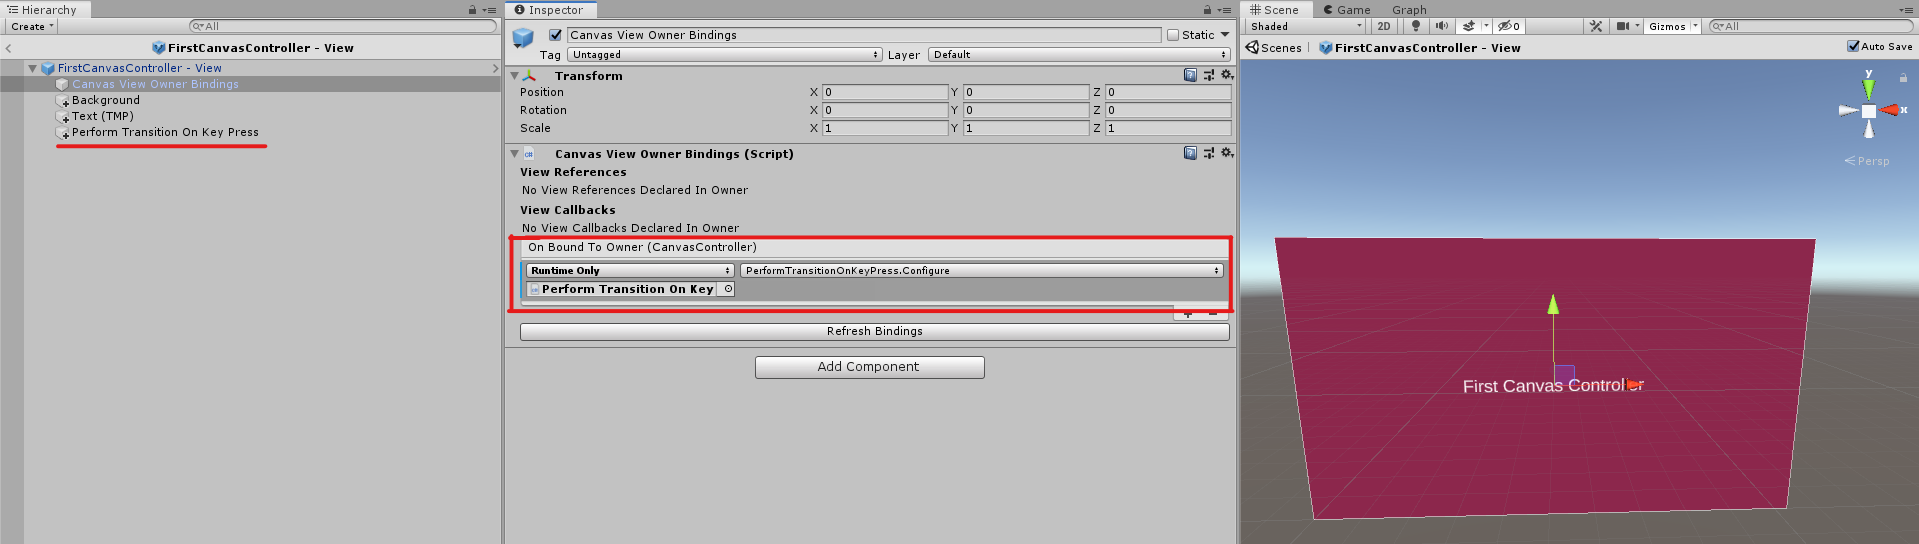 Hierarchy
Create
All
FirstCanvasController - View
FirstCanvasController - View
Canvas View Owner Bindings
Background
Text (TMP)
Perform Transition On Key Press
Inspector
Canvas View Owner Bindings
Static
Tag Untagged Layer Default
Transform
Position X 0 Y 0 Z 0
Rotation X 0 Y 0 Z 0
Scale X 1 Y 1 Z 1
Canvas View Owner Bindings (Script)
View References
No View References Declared In Owner
View Callbacks
No View Callbacks Declared In Owner
On Bound To Owner (CanvasController)
Runtime Only PerformTransitionOnKeyPress.Configure
Perform Transition On Key
Refresh Bindings
Add Component
Scene Game Graph
Shaded 2D 0 Gizmos All
Scenes FirstCanvasController - View Auto Save
y
x
Persp
First Canvas Controller